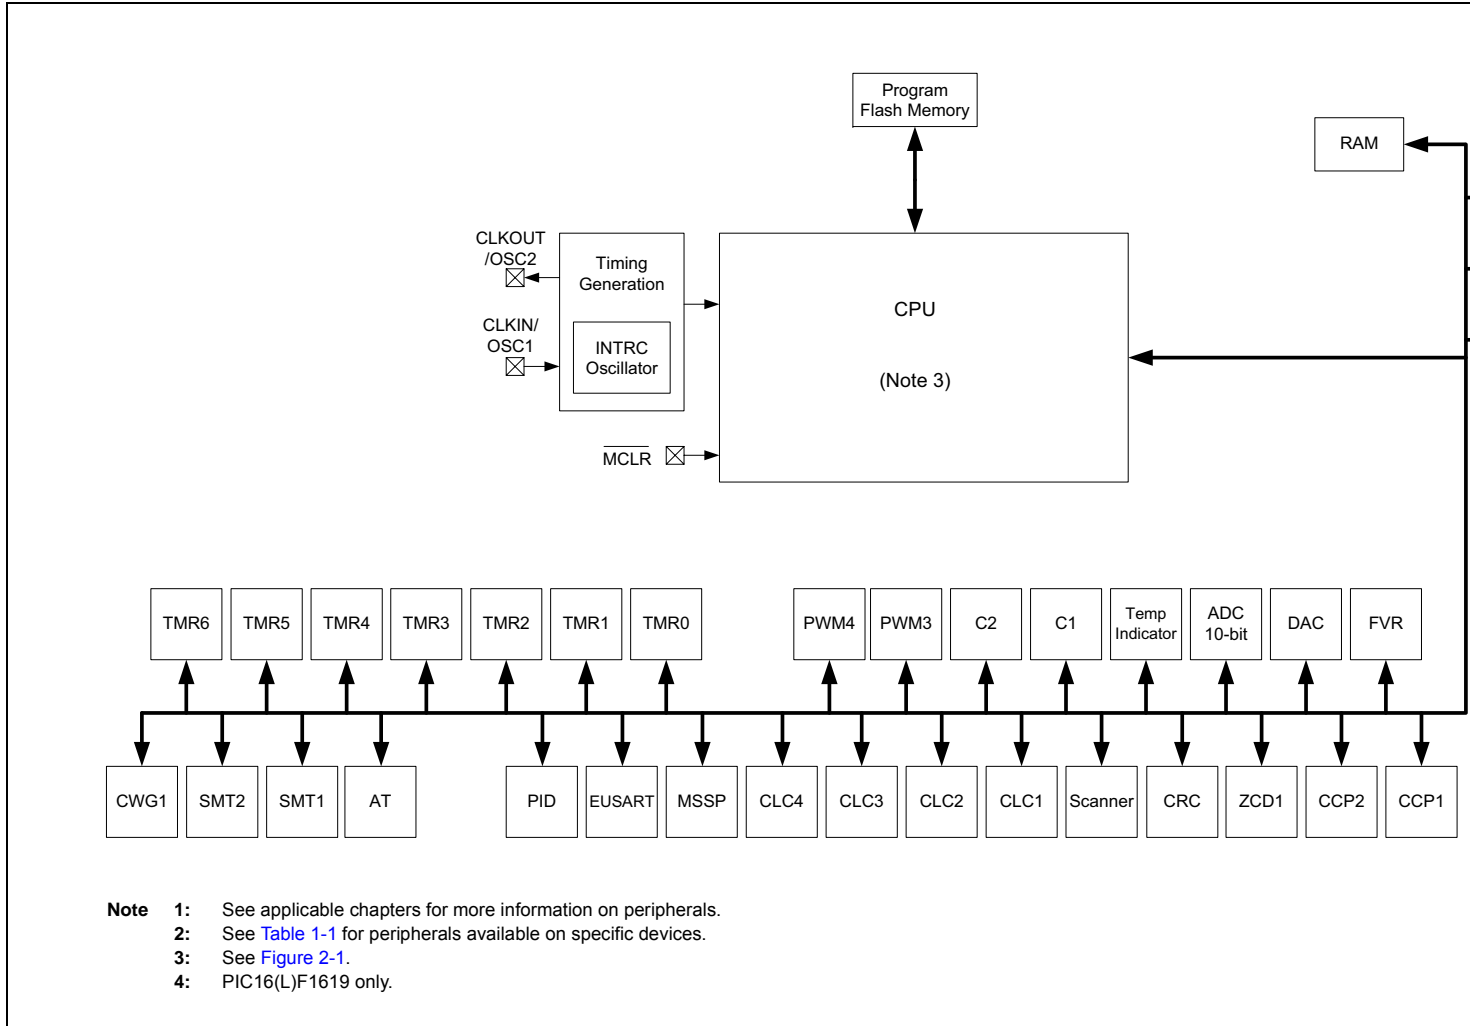 Program
Flash Memory
RAM
CLKOUT
/OSC2
Timing
Generation
CPU
CLKIN/
OSC1
INTRC
Oscillator
(Note 3)
MCLR
TMR6
TMR5
TMR4
TMR3
TMR2
TMR1
TMR0
PWM4
PWM3
C2
C1
Temp
Indicator
ADC
10-bit
DAC
FVR
CWG1
SMT2
SMT1
AT
PID
EUSART
MSSP
CLC4
CLC3
CLC2
CLC1
Scanner
CRC
ZCD1
CCP2
CCP1
Note 1: See applicable chapters for more information on peripherals.
2: See Table 1-1 for peripherals available on specific devices.
3: See Figure 2-1.
4: PIC16(L)F1619 only.